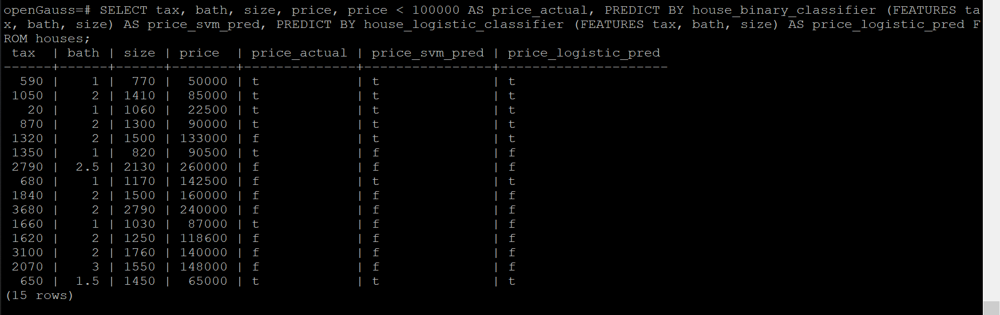 openGauss=# SELECT tax, bath, size, price, price < 100000 AS price_actual, PREDICT BY house_binary_classifier (FEATURES ta
x, bath, size) AS price_svm_pred, PREDICT BY house_logistic_classifier (FEATURES tax, bath, size) AS price_logistic_pred F
ROM houses;
 tax  | bath | size | price  | price_actual | price_svm_pred | price_logistic_pred
------+------+------+--------+--------------+----------------+---------------------
  590 |    1 |  770 |  50000 | t            | t              | t
 1050 |    2 | 1410 |  85000 | t            | t              | t
   20 |    1 | 1060 |  22500 | t            | t              | t
  870 |    2 | 1300 |  90000 | t            | t              | t
 1320 |    2 | 1500 | 133000 | f            | t              | t
 1350 |    1 |  820 |  90500 | t            | f              | f
 2790 |  2.5 | 2130 | 260000 | f            | f              | f
  680 |    1 | 1170 | 142500 | f            | t              | t
 1840 |    2 | 1500 | 160000 | f            | f              | f
 3680 |    2 | 2790 | 240000 | f            | f              | f
 1660 |    1 | 1030 |  87000 | t            | f              | f
 1620 |    2 | 1250 | 118600 | f            | f              | f
 3100 |    2 | 1760 | 140000 | f            | f              | f
 2070 |    3 | 1550 | 148000 | f            | f              | f
  650 |  1.5 | 1450 |  65000 | t            | t              | t
(15 rows)